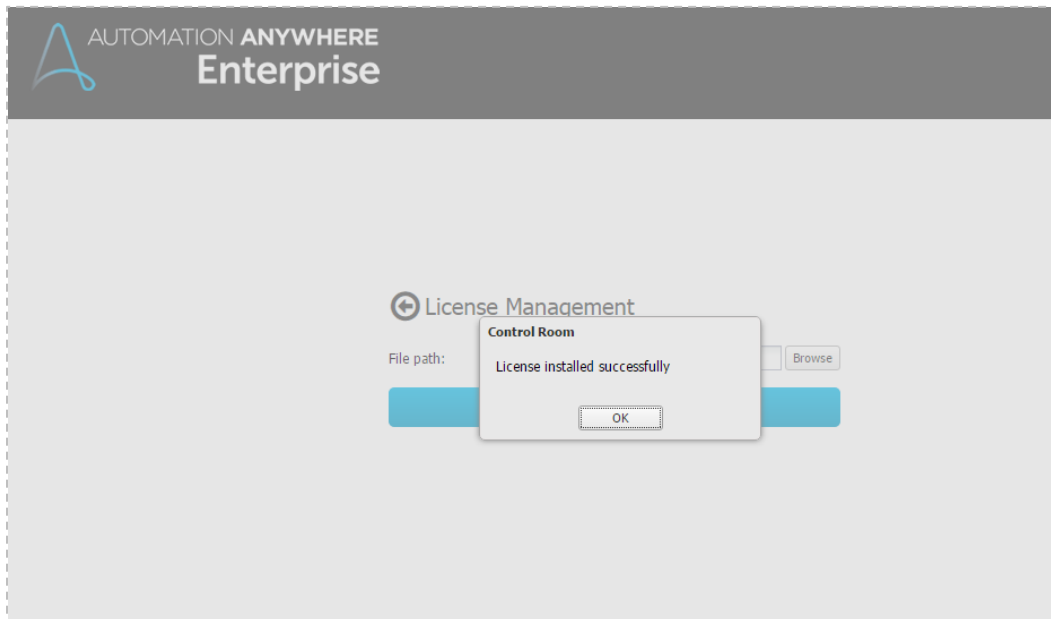 AUTOMATION ANYWHERE
Enterprise
License Management
Control Room
File path:
License installed successfully
Browse
OK